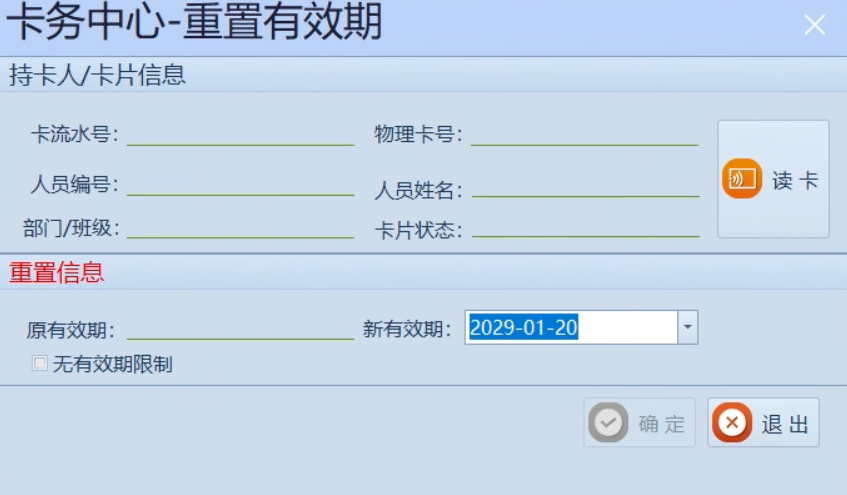 卡务中心-重置有效期
持卡人/卡片信息
卡流水号: 物理卡号:
人员编号: 人员姓名:
读 卡
部门/班级: 卡片状态:
重置信息
原有效期: 新有效期: 2029-01-20
无有效期限制
确 定 退 出